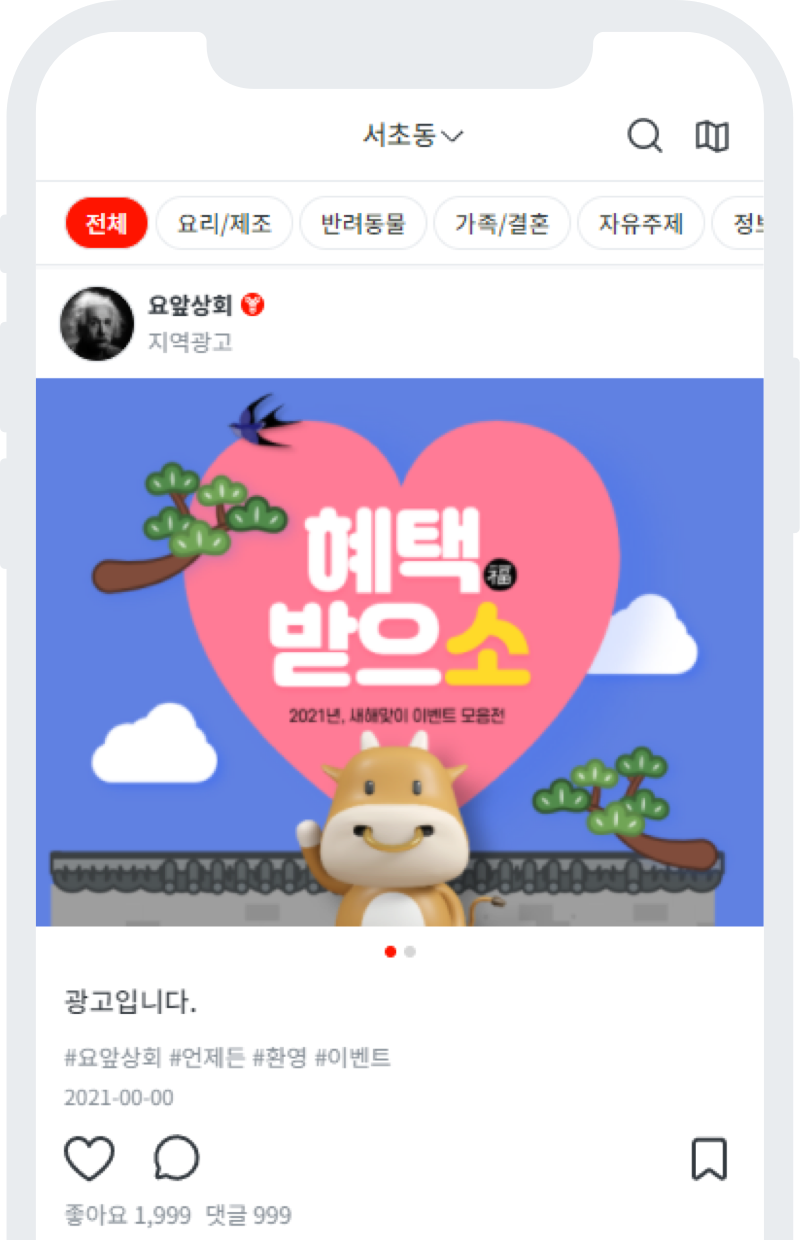 서초동
전체 요리/제조 반려동물 가족/결혼 자유주제
요앞상회
지역광고
혜택
福
받으소
2021년, 새해맞이 이벤트 모음전
광고입니다.
#요앞상회 #언제든 #환영 #이벤트
2021-00-00
좋아요 1,999 댓글 999